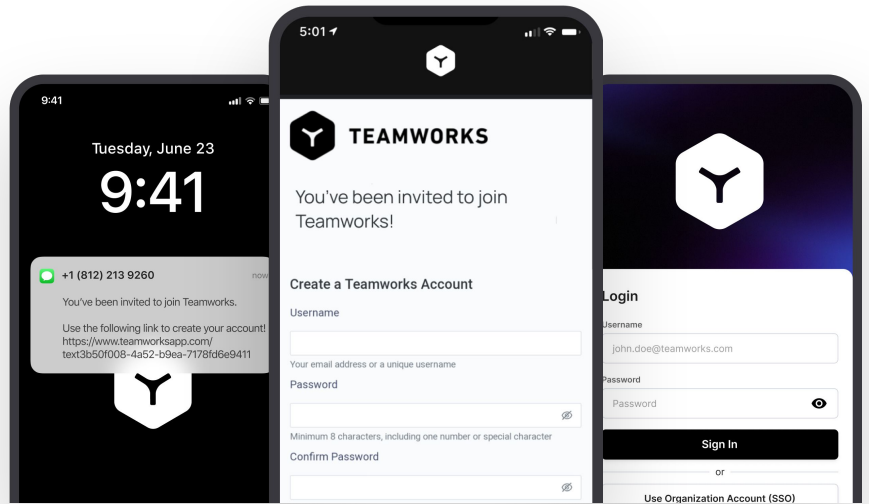 9:41
Tuesday, June 23
9:41
+1 (812) 213 9260
now
You've been invited to join Teamworks.
Use the following link to create your account!
https://www.teamworksapp.com/
text3b50f008-4a52-b9ea-7178fd6e9411
5:01
TEAMWORKS
You've been invited to join
Teamworks!
Create a Teamworks Account
Username
Your email address or a unique username
Password
Minimum 8 characters, including one number or special character
Confirm Password
Login
Username
john.doe@teamworks.com
Password
Password
Sign In
or
Use Organization Account (SSO)